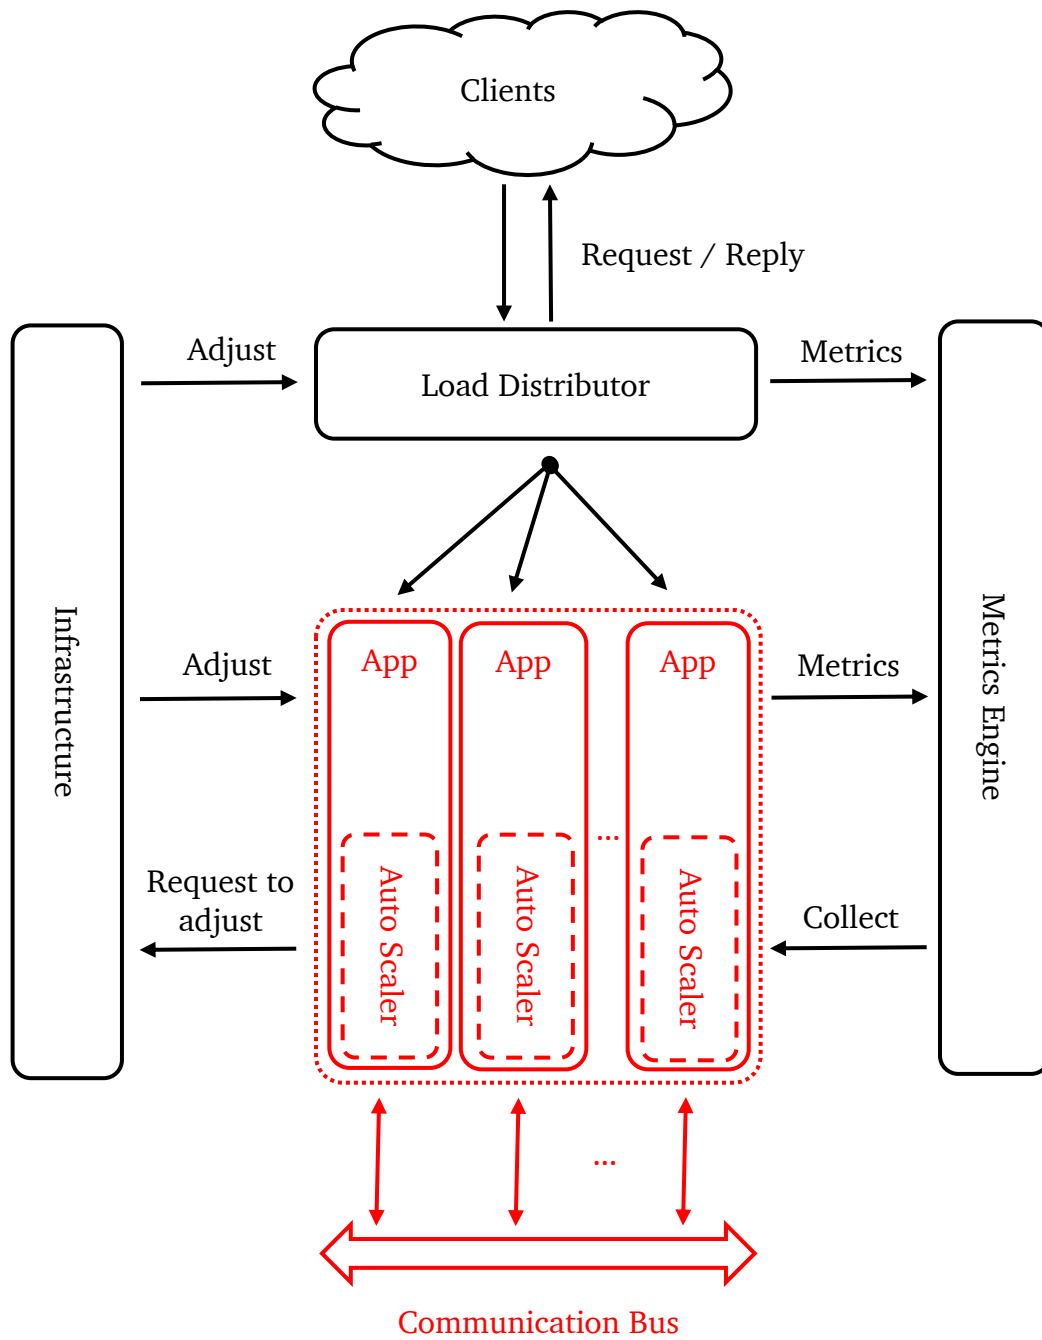 Clients
Request / Reply
Adjust
Load Distributor
Metrics
Infrastructure
Metrics Engine
Adjust
App
App
App
Metrics
...
Request to
adjust
Auto Scaler
Auto Scaler
Auto Scaler
Collect
...
Communication Bus